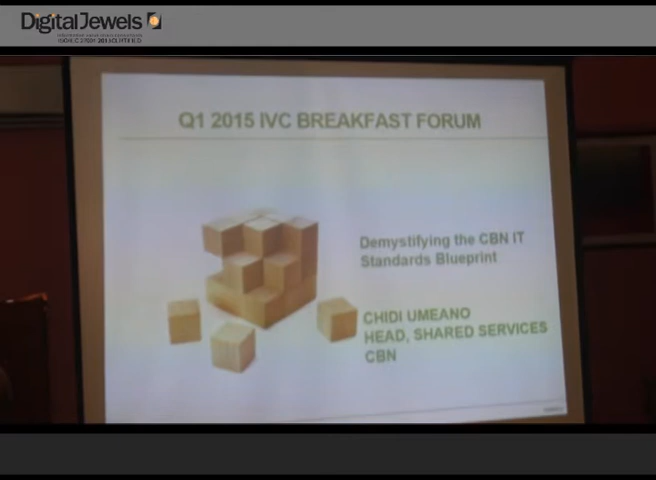 DigitalJewels
Q1 2015 IVC BREAKFAST FORUM
Demystifying the CBN IT
Standards Blueprint
CHIDI UMEANO
HEAD, SHARED SERVICES
CBN